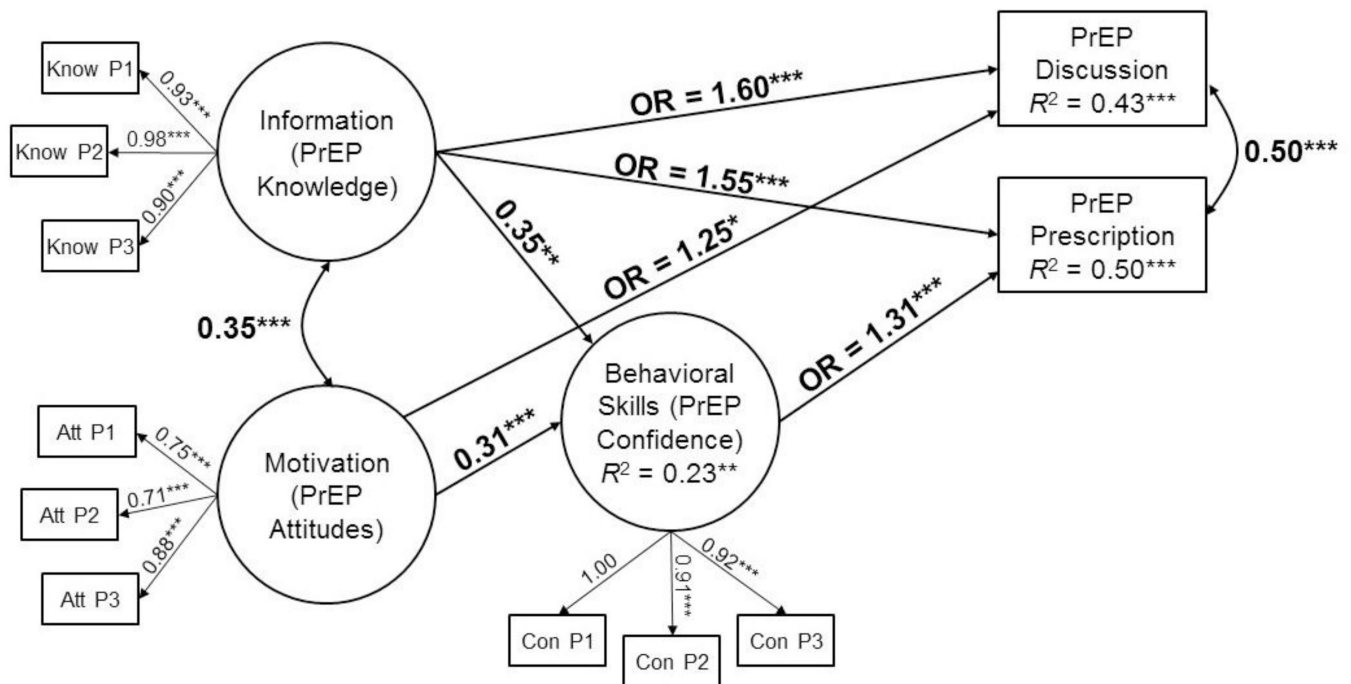 Know P1
Know P2
Know P3
0.93***
0.98***
0.90***
Information
(PrEP
Knowledge)
OR = 1.60***
OR = 1.55***
0.35**
OR = 1.25*
PrEP
Discussion
R² = 0.43***
0.50***
PrEP
Prescription
R² = 0.50***
0.35***
Att P1
Att P2
Att P3
0.75***
0.71***
0.88***
Motivation
(PrEP
Attitudes)
0.31***
Behavioral
Skills (PrEP
Confidence)
R² = 0.23**
OR = 1.31***
1.00
0.91***
0.92***
Con P1
Con P2
Con P3